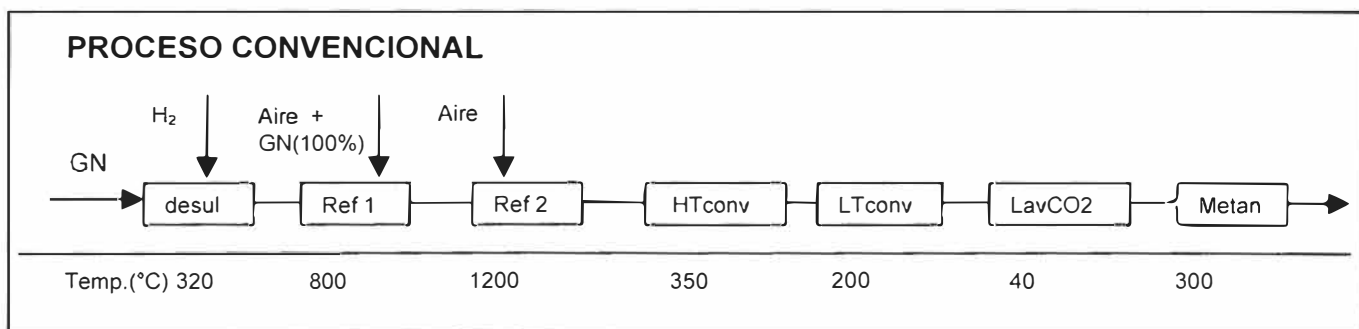 PROCESO CONVENCIONAL
H₂
Aire +
GN(100%)
Aire
GN
desul
Ref 1
Ref 2
HTconv
LTconv
LavCO2
Metan
Temp.(°C) 320 800 1200 350 200 40 300